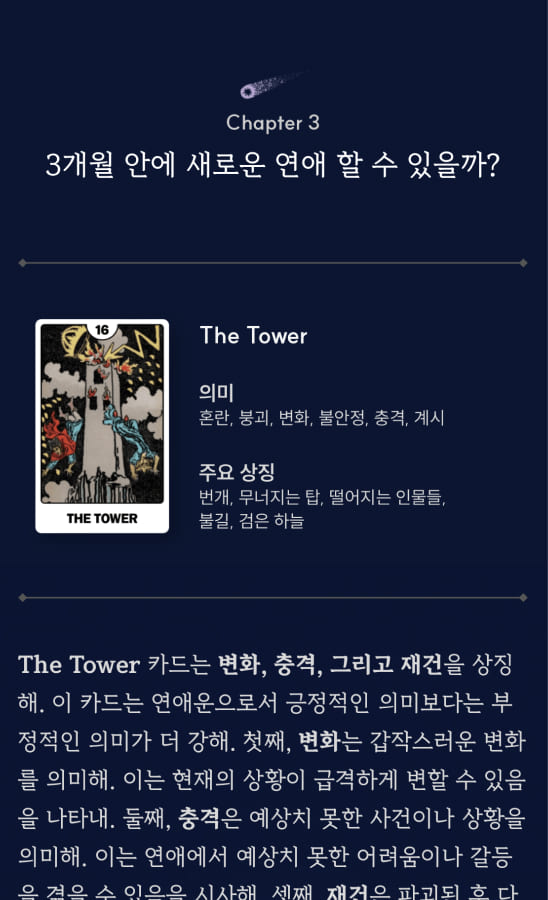 Chapter 3
3개월 안에 새로운 연애 할 수 있을까?
16
THE TOWER
The Tower
의미
혼란, 붕괴, 변화, 불안정, 충격, 계시
주요 상징
번개, 무너지는 탑, 떨어지는 인물들,
불길, 검은 하늘
The Tower 카드는 변화, 충격, 그리고 재건을 상징
해. 이 카드는 연애운으로서 긍정적인 의미보다는 부
정적인 의미가 더 강해. 첫째, 변화는 갑작스러운 변화
를 의미해. 이는 현재의 상황이 급격하게 변할 수 있음
을 나타내. 둘째, 충격은 예상치 못한 사건이나 상황을
의미해. 이는 연애에서 예상치 못한 어려움이나 갈등
을 겪을 수 있음을 시사해. 셋째, 재건은 파괴된 후 다